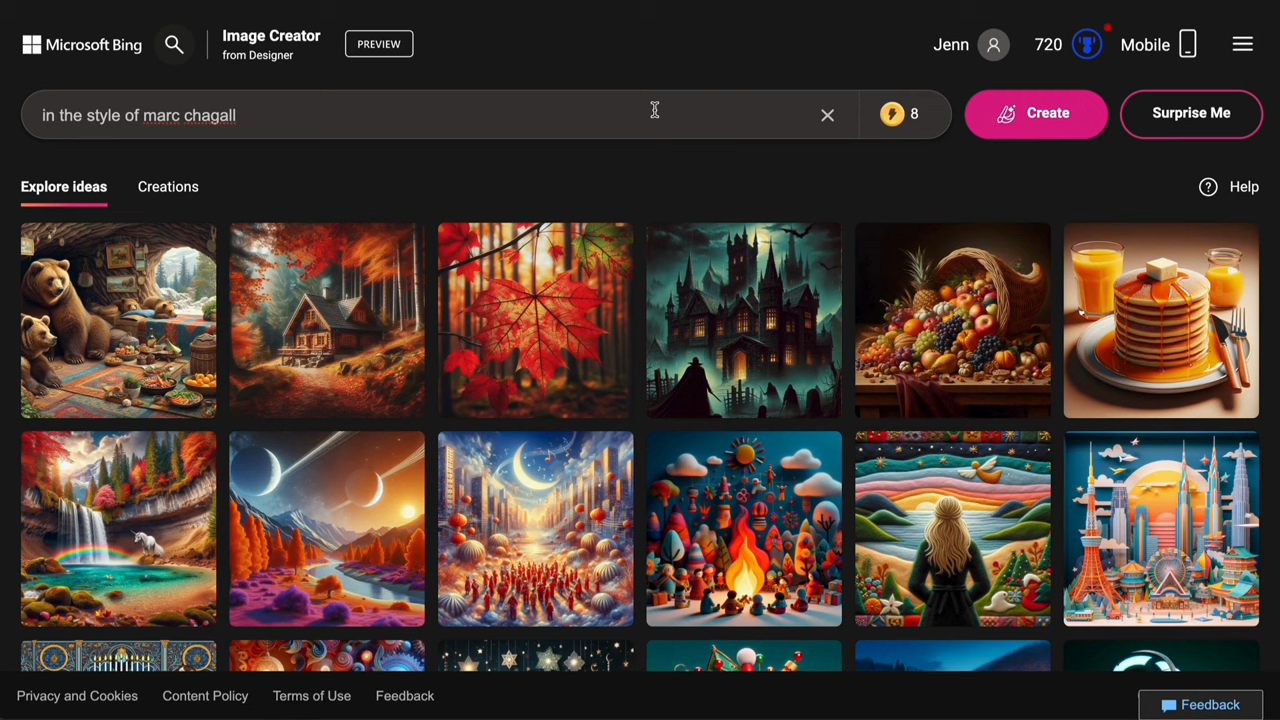 Microsoft Bing
Image Creator
from Designer
PREVIEW
Jenn
720
Mobile
in the style of marc chagall
8
Create
Surprise Me
Explore ideas
Creations
Help
Privacy and Cookies
Content Policy
Terms of Use
Feedback
Feedback